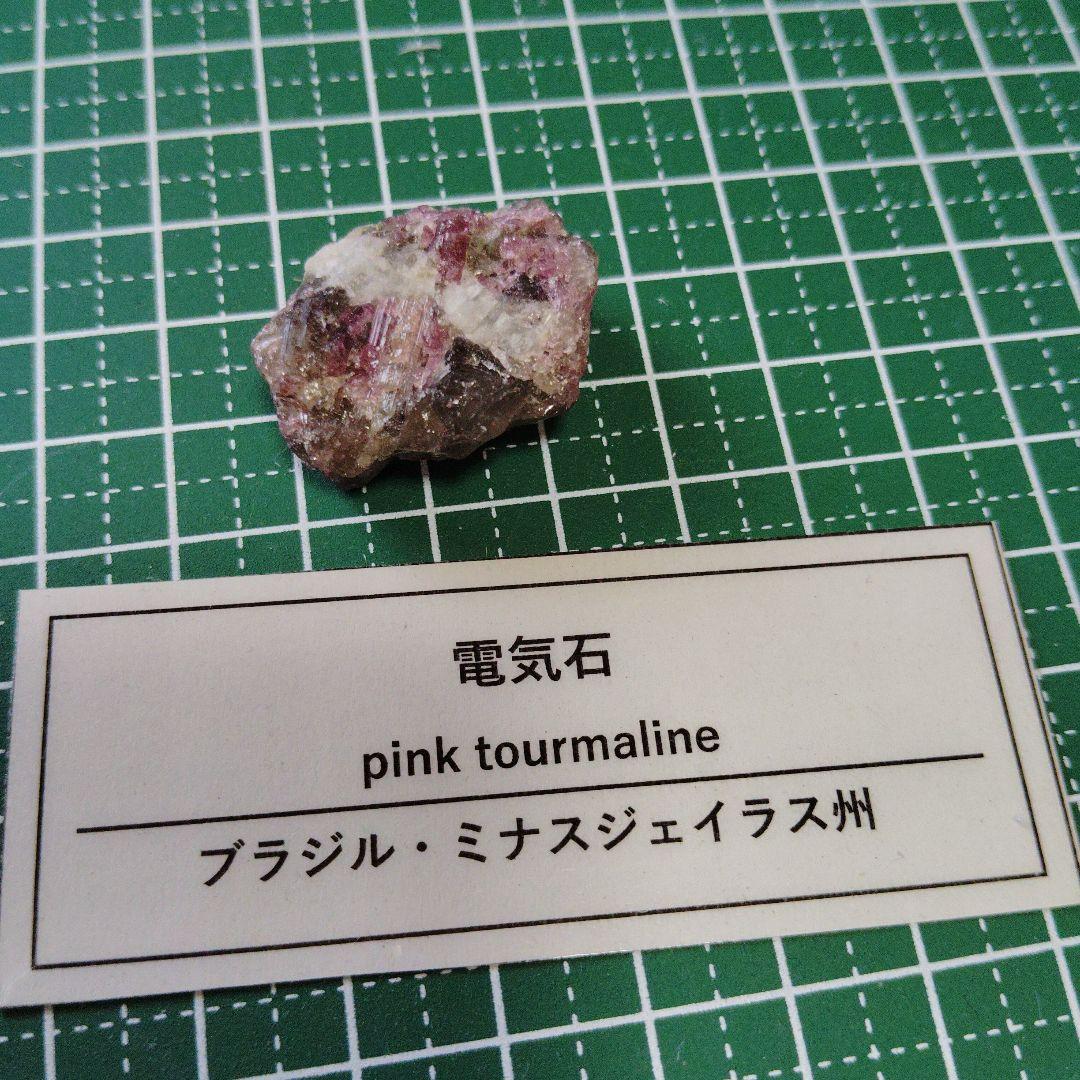 電気石
pink tourmaline
ブラジル・ミナスジェイラス州